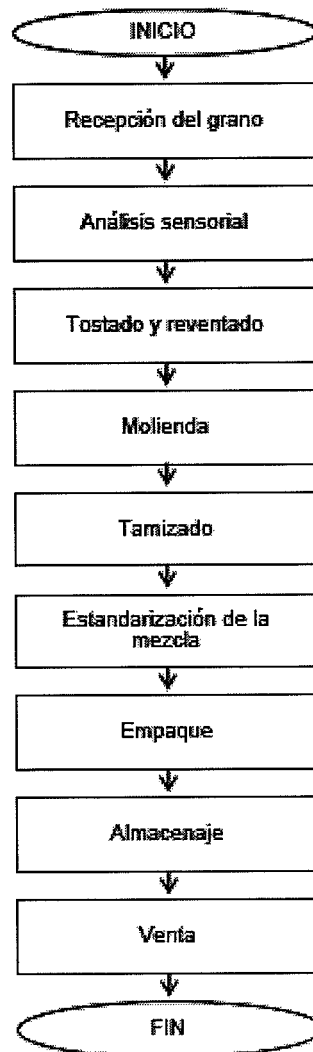 INICIO
Recepción del grano
Análisis sensorial
Tostado y reventado
Molienda
Tamizado
Estandarización de la
mezcla
Empaque
Almacenaje
Venta
FIN